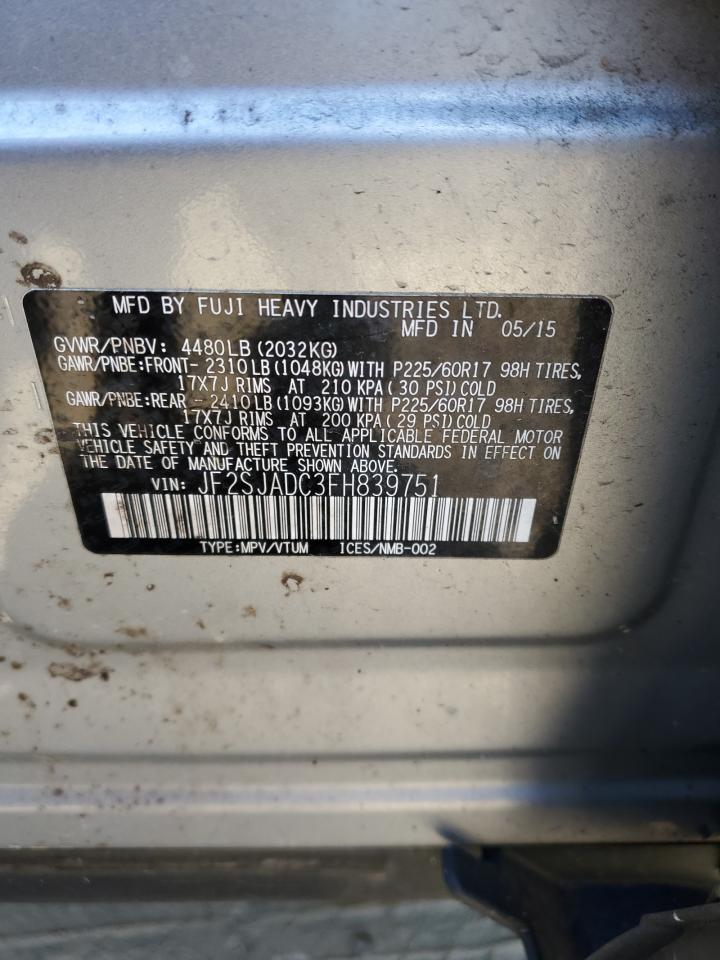 MFD BY FUJI HEAVY INDUSTRIES LTD.
MFD IN 05/15
GVWR/PNBV: 4480LB (2032KG)
GAWR/PNBE:FRONT- 2310 LB (1048KG) WITH P225/60R17 98H TIRES,
17X7J RIMS AT 210 KPA (30 PSI) COLD
GAWR/PNBE:REAR - 2410 LB (1093KG) WITH P225/60R17 98H TIRES,
17X7J RIMS AT 200 KPA (29 PSI) COLD
THIS VEHICLE CONFORMS TO ALL APPLICABLE FEDERAL MOTOR
VEHICLE SAFETY AND THEFT PREVENTION STANDARDS IN EFFECT ON
THE DATE OF MANUFACTURE SHOWN ABOVE.
VIN: JF2SJADC3FH839751
TYPE:MPV/VTUM ICES/NMB-002